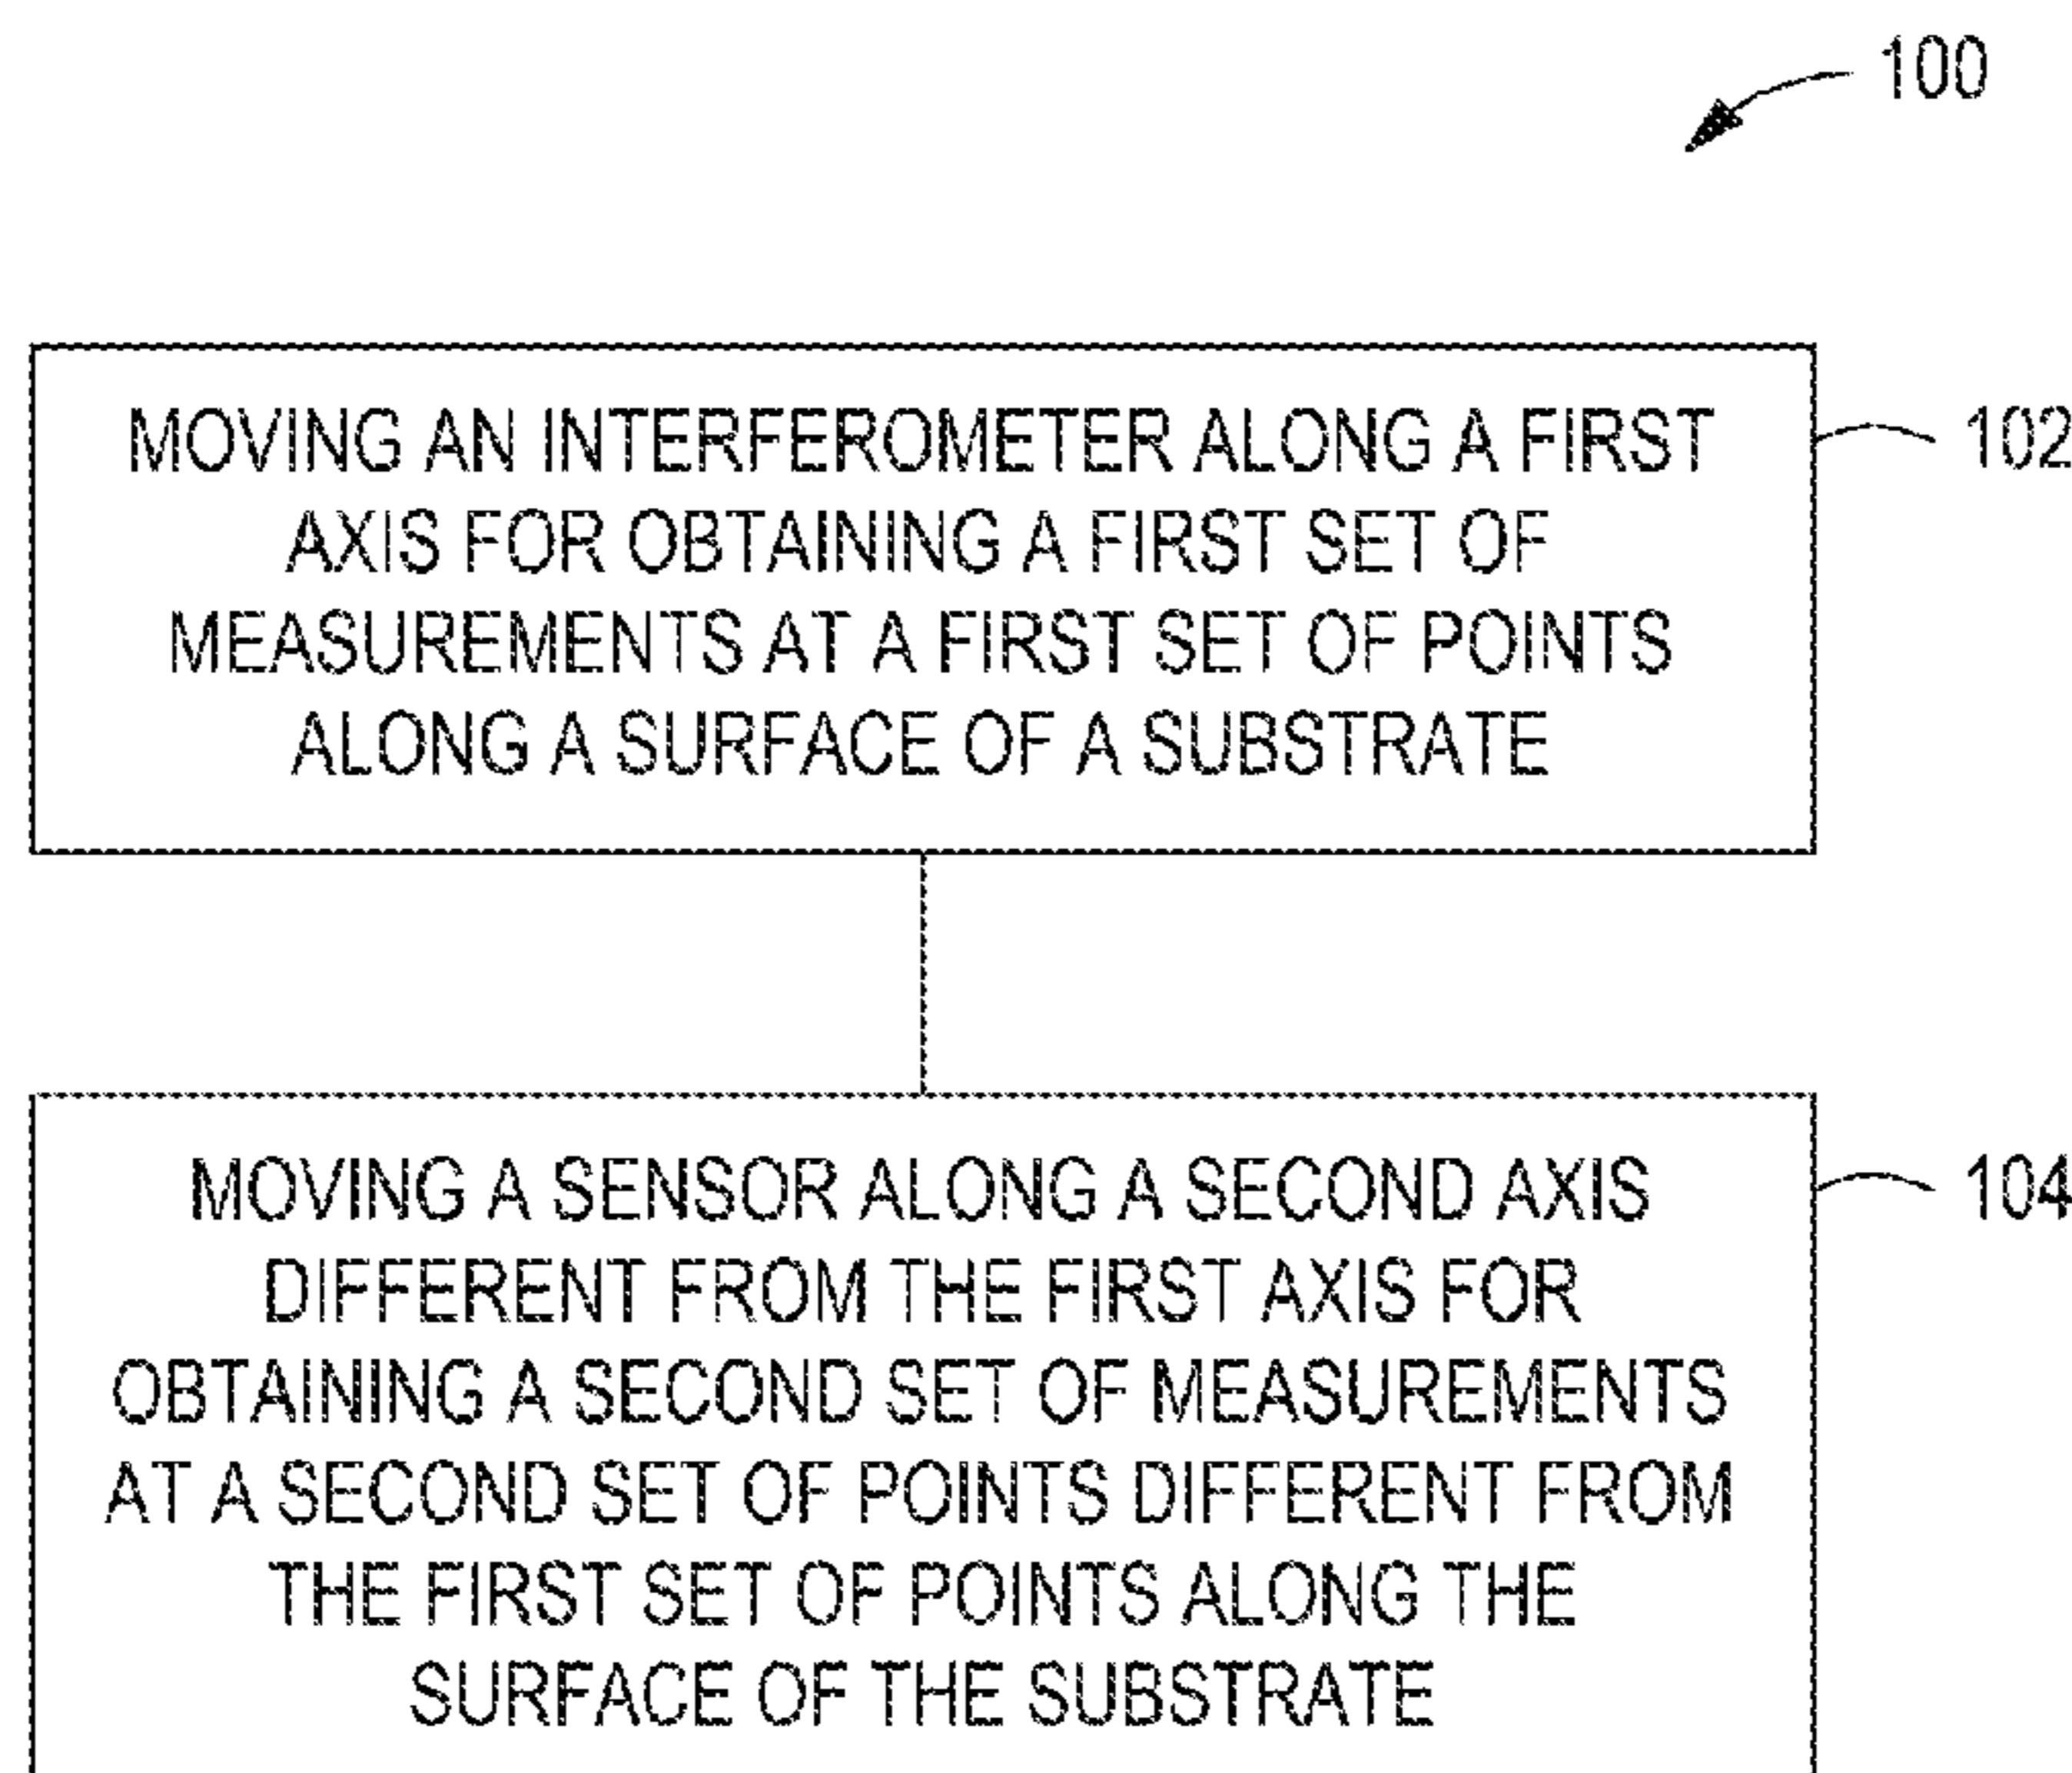 100
MOVING AN INTERFEROMETER ALONG A FIRST
AXIS FOR OBTAINING A FIRST SET OF
MEASUREMENTS AT A FIRST SET OF POINTS
ALONG A SURFACE OF A SUBSTRATE
102
MOVING A SENSOR ALONG A SECOND AXIS
DIFFERENT FROM THE FIRST AXIS FOR
OBTAINING A SECOND SET OF MEASUREMENTS
AT A SECOND SET OF POINTS DIFFERENT FROM
THE FIRST SET OF POINTS ALONG THE
SURFACE OF THE SUBSTRATE
104